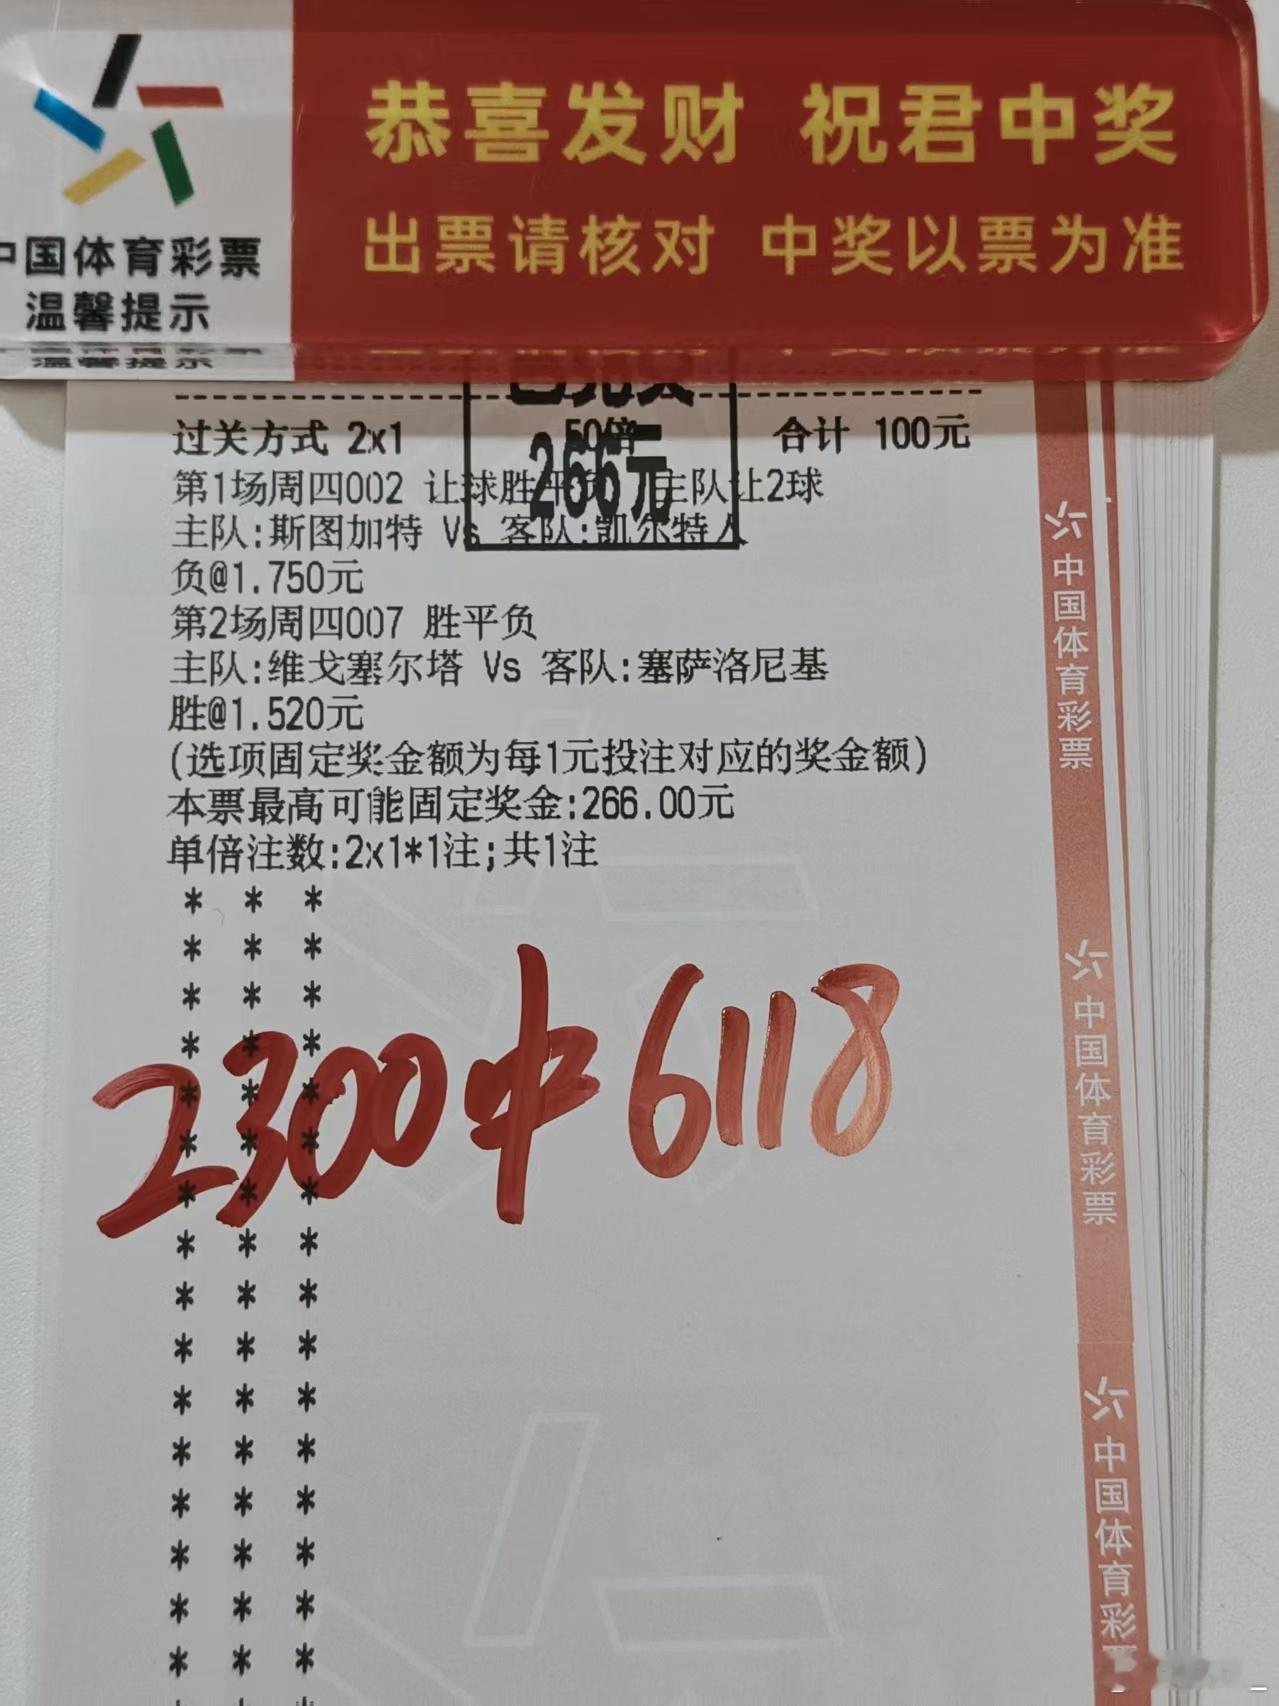 恭喜发财 祝君中奖
出票请核对 中奖以票为准
中国体育彩票
温馨提示
已兑奖
266元
过关方式 2x1 50倍 合计 100元
第1场周四002 让球胜平负 主队让2球
主队:斯图加特 Vs 客队:凯尔特人
负@1.750元
第2场周四007 胜平负
主队:维戈塞尔塔 Vs 客队:塞萨洛尼基
胜@1.520元
(选项固定奖金额为每1元投注对应的奖金额)
本票最高可能固定奖金:266.00元
单倍注数:2x1*1注;共1注
2300中6118
中国体育彩票
中国体育彩票
中国体育彩票